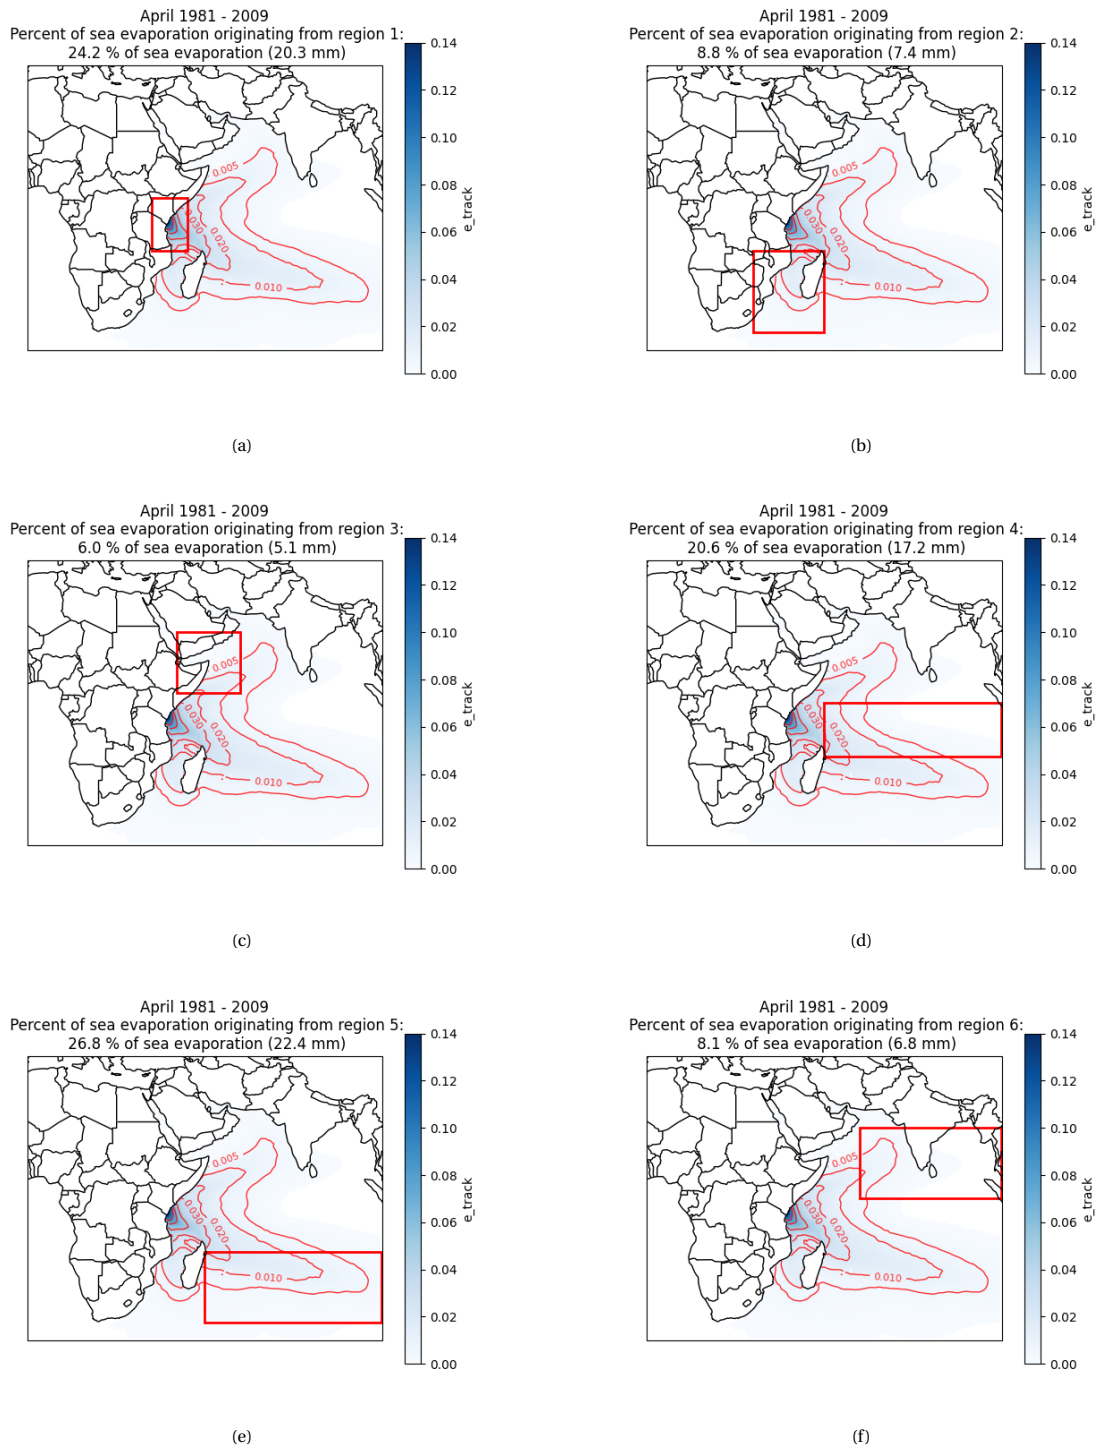 April 1981 - 2009
Percent of sea evaporation originating from region 1:
24.2 % of sea evaporation (20.3 mm)
0.14
0.12
0.10
0.08
0.06
0.04
0.02
0.00
e_track
0.005
0.030
0.020
0.010
(a)
April 1981 - 2009
Percent of sea evaporation originating from region 2:
8.8 % of sea evaporation (7.4 mm)
0.14
0.12
0.10
0.08
0.06
0.04
0.02
0.00
e_track
0.005
0.030
0.020
0.010
(b)
April 1981 - 2009
Percent of sea evaporation originating from region 3:
6.0 % of sea evaporation (5.1 mm)
0.14
0.12
0.10
0.08
0.06
0.04
0.02
0.00
e_track
0.005
0.030
0.020
0.010
(c)
April 1981 - 2009
Percent of sea evaporation originating from region 4:
20.6 % of sea evaporation (17.2 mm)
0.14
0.12
0.10
0.08
0.06
0.04
0.02
0.00
e_track
0.005
0.030
0.020
0.010
(d)
April 1981 - 2009
Percent of sea evaporation originating from region 5:
26.8 % of sea evaporation (22.4 mm)
0.14
0.12
0.10
0.08
0.06
0.04
0.02
0.00
e_track
0.005
0.030
0.020
0.010
(e)
April 1981 - 2009
Percent of sea evaporation originating from region 6:
8.1 % of sea evaporation (6.8 mm)
0.14
0.12
0.10
0.08
0.06
0.04
0.02
0.00
e_track
0.005
0.030
0.020
0.010
(f)